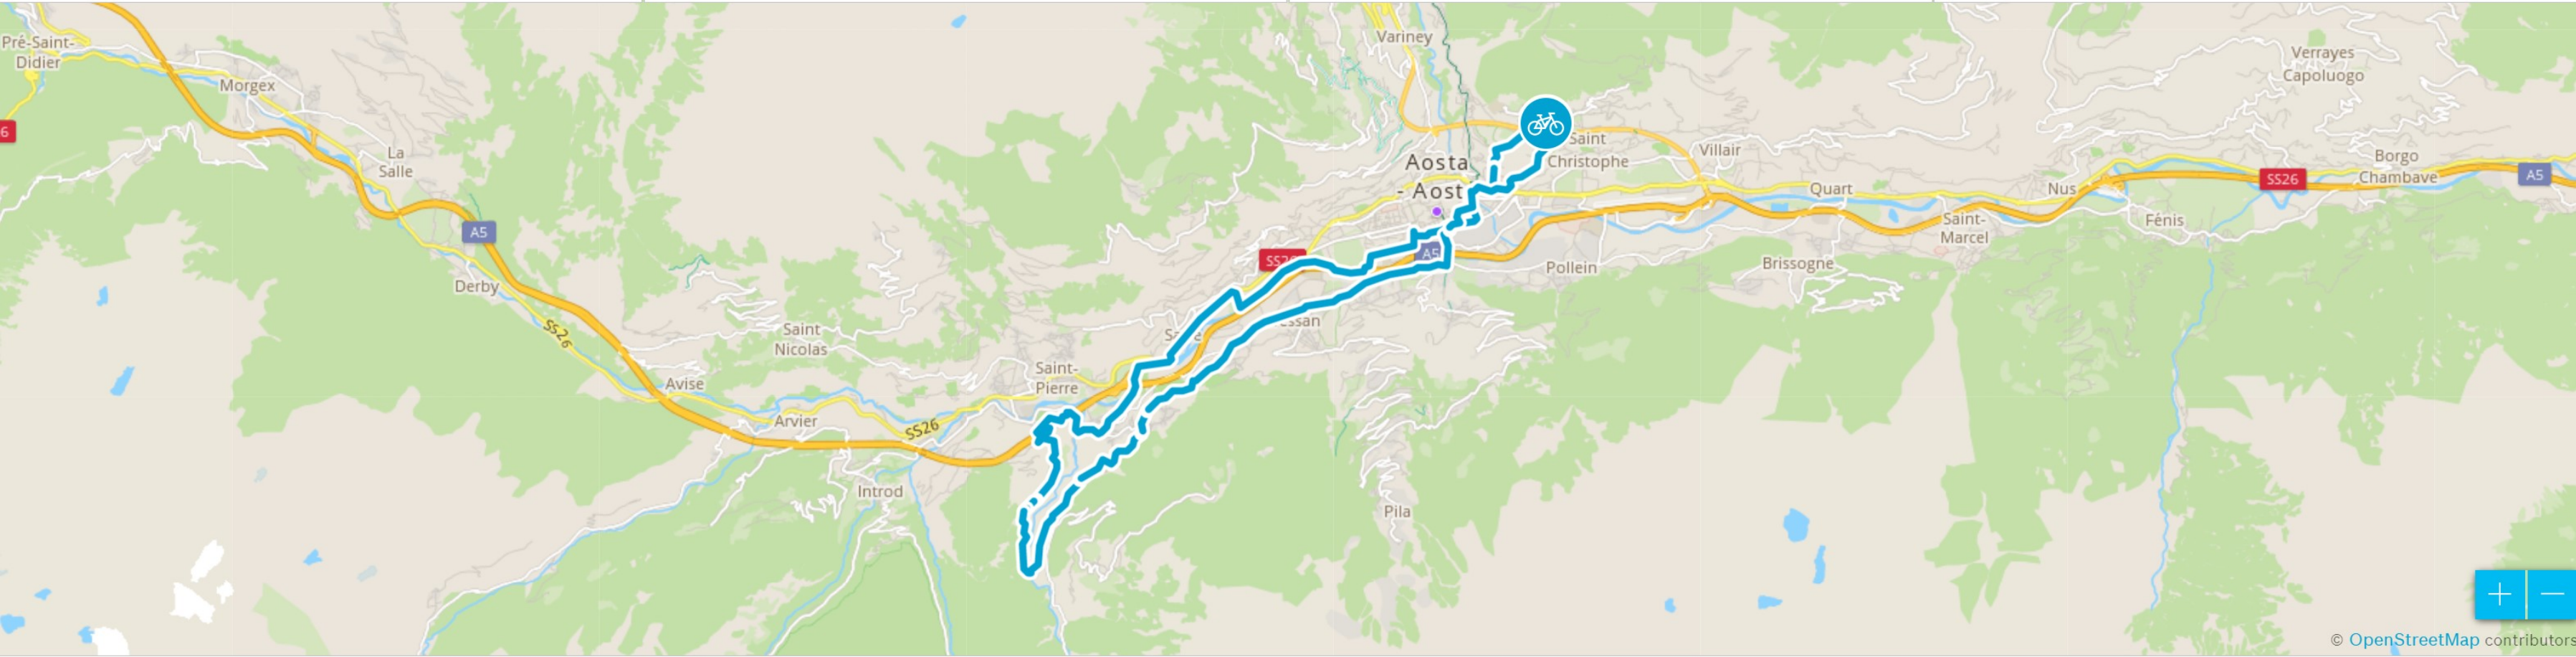 Pré-Saint-
Didier
Morgex
6
La
Salle
A5
Derby
SS26
Saint
Nicolas
Avise
Arvier
SS26
Introd
Saint-
Pierre
Variney
Aosta
- Aost
Saint
Christophe
Villair
A5
Pollein
Quart
Brissogne
Saint-
Marcel
Nus
Fénis
SS26
Verrayes
Capoluogo
Borgo
Chambave
A5
Pila
+
−
© OpenStreetMap contributors